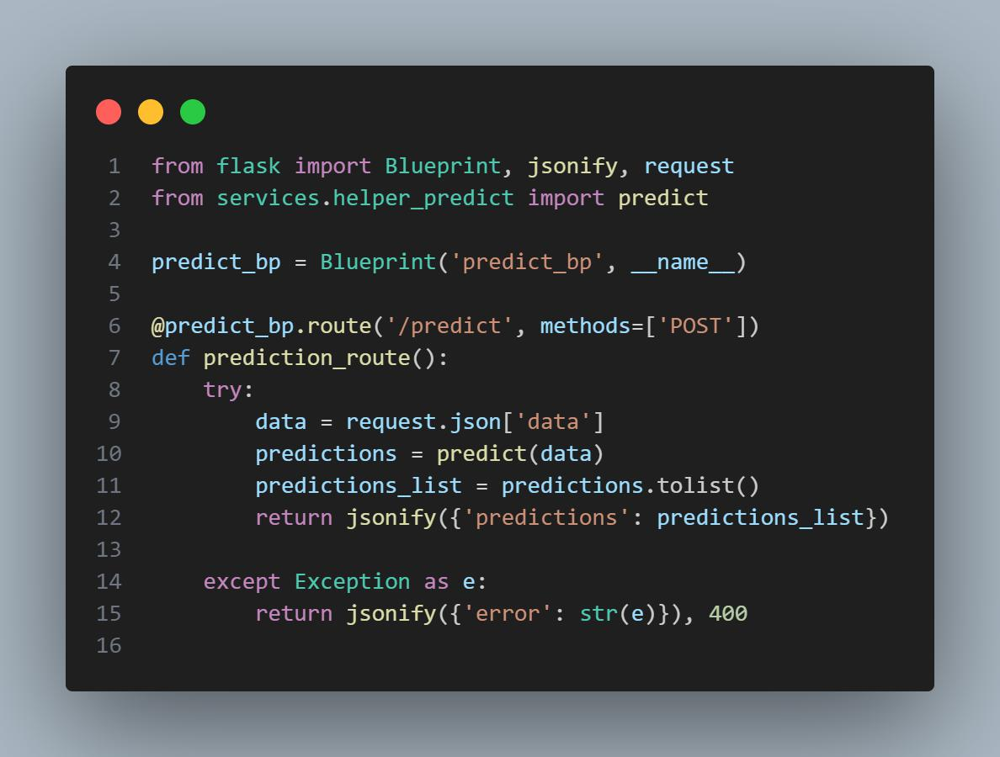 1 from flask import Blueprint, jsonify, request
2 from services.helper_predict import predict
3
4 predict_bp = Blueprint('predict_bp', __name__)
5
6 @predict_bp.route('/predict', methods=['POST'])
7 def prediction_route():
8     try:
9         data = request.json['data']
10         predictions = predict(data)
11         predictions_list = predictions.tolist()
12         return jsonify({'predictions': predictions_list})
13
14     except Exception as e:
15         return jsonify({'error': str(e)}), 400
16